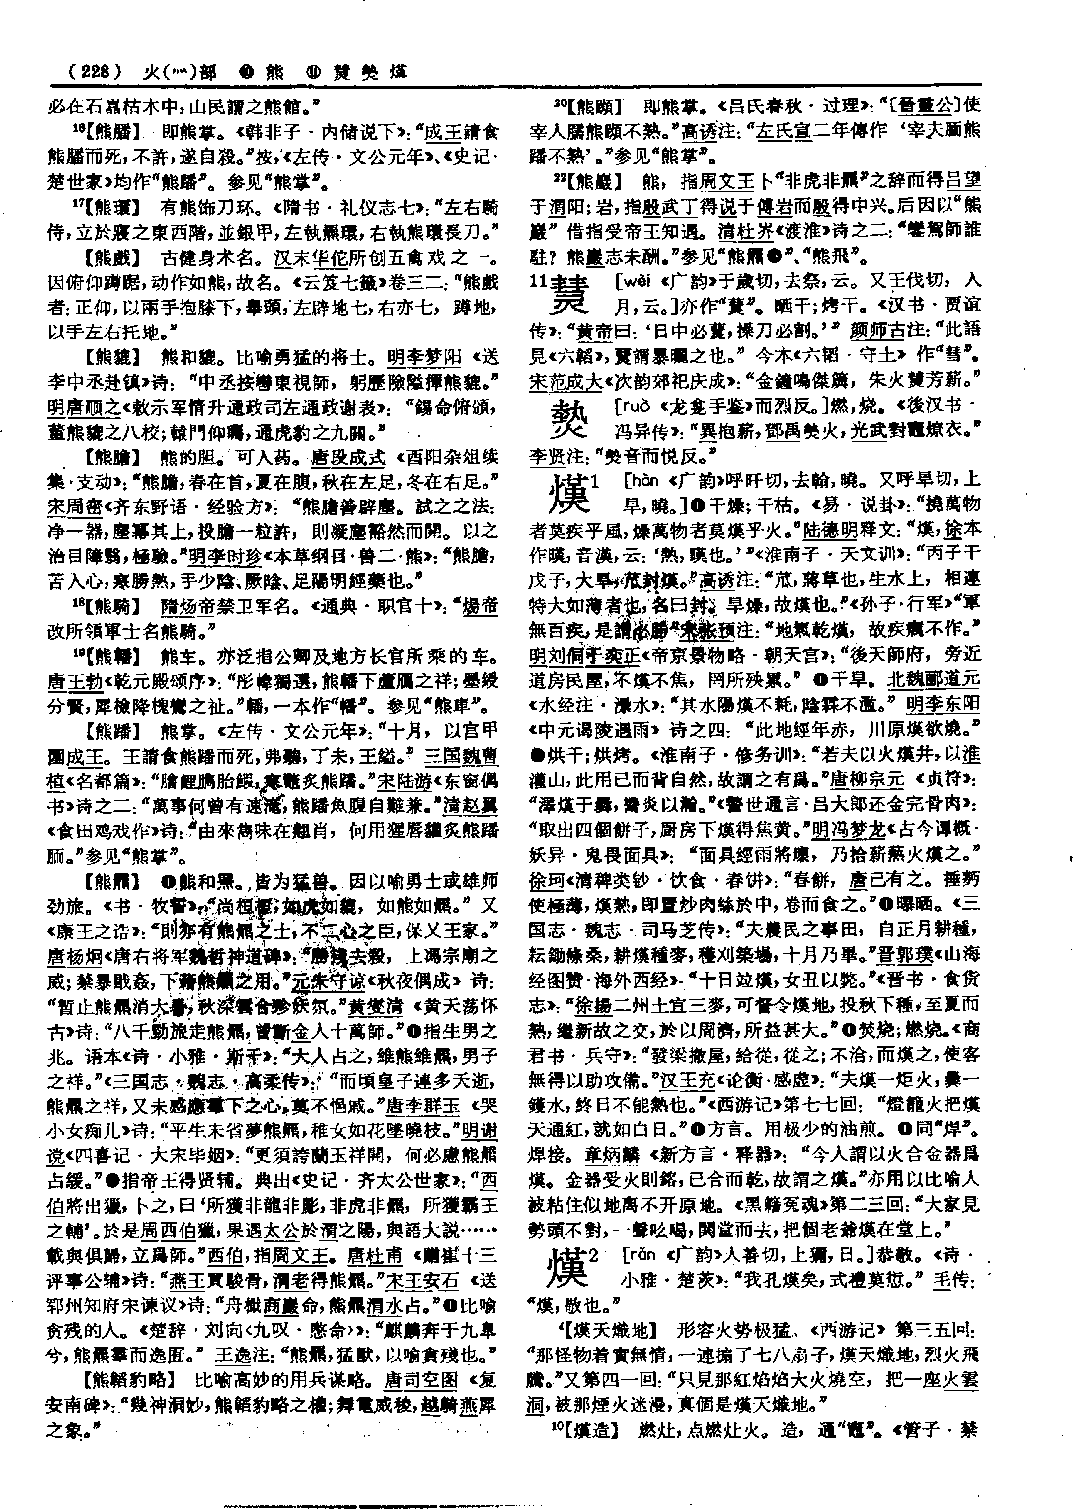 （228） 火（灬）部 ❿ 熊 ⓫ 熭 㷄 熯
必在石嵓枯木中，山民謂之熊館。”
16【熊膰】 即熊掌。《韩非子·内储说下》：“成王請食
熊膰而死，不許，遂自殺。”按，《左传·文公元年》、《史记·
楚世家》均作“熊蹯”。参见“熊掌”。
17【熊環】 有熊饰刀环。《隋书·礼仪志七》：“左右騎
侍，立於寢之東西階，並銀甲，左執羆環，右執熊環長刀。”
【熊戲】 古健身术名。汉末华佗所创五禽戏之一。
因俯仰蹲踞，动作如熊，故名。《云笈七籤》卷三二：“熊戲
者：正仰，以兩手抱膝下，舉頭，左辟地七，右亦七，蹲地，
以手左右托地。”
【熊貔】 熊和貔。比喻勇猛的将士。明李梦阳《送
李中丞赴镇》诗：“中丞按轡東視師，躬歷險隘揮熊貔。”
明唐顺之《敕示军情升通政司左通政谢表》：“錫命俯頒，
董熊貔之八校；轅門仰矚，通虎豹之九關。”
【熊膽】 熊的胆。可入药。唐段成式《酉阳杂俎续
集·支动》：“熊膽，春在首，夏在腹，秋在左足，冬在右足。”
宋周密《齐东野语·经验方》：“熊膽善辟塵。試之之法：
净一器，塵幂其上，投膽一粒許，則凝塵豁然而開。以之
治目障翳，極驗。”明李时珍《本草纲目·兽二·熊》：“熊膽，
苦入心，寒勝熱，手少陰、厥陰、足陽明經藥也。”
18【熊騎】 隋炀帝禁卫军名。《通典·职官十》：“煬帝
改所領軍士名熊騎。”
19【熊轓】 熊车。亦泛指公卿及地方长官所乘的车。
唐王勃《乾元殿颂序》：“彤幃獨選，熊轓下蘆鴈之祥；墨綬
分賢，犀檢降槐鸞之祉。”轓，一本作“幡”。参见“熊車”。
【熊蹯】 熊掌。《左传·文公元年》：“十月，以宫甲
圍成王。王請食熊蹯而死，弗聽，丁未，王縊。”三国魏曹
植《名都篇》：“膾鯉臇胎鰕，寒鼈炙熊蹯。”宋陆游《东窗偶
书》诗之二：“萬事何曾有速淹，熊蹯魚腹自難兼。”清赵翼
《食田鸡戏作》诗：“由來雋味在翹肖，何用猩唇貛炙熊蹯
胹。”参见“熊掌”。
【熊羆】 ❶熊和羆。皆为猛兽。因以喻勇士或雄师
劲旅。《书·牧誓》：“尚桓桓，如虎如貔，如熊如羆。”又
《康王之诰》：“則亦有熊羆之士，不二心之臣，保乂王家。”
唐杨炯《唐右将军魏哲神道碑》：“勝殘去殺，上馮宗廟之
威；禁暴戢姦，下藉熊羆之用。”元朱守谅《秋夜偶成》诗：
“暫止熊羆消大暑，秋深雲合殄妖氛。”黄燮清《黄天荡怀
古》诗：“八千勁旅走熊羆，曾斷金人十萬師。”❷指生男之
兆。语本《诗·小雅·斯干》：“大人占之，維熊維羆，男子
之祥。”《三国志·魏志·高柔传》：“而頃皇子連多夭逝，
熊羆之祥，又未感應。羣下之心，莫不悒戚。”唐李群玉《哭
小女痴儿》诗：“平生未省夢熊羆，稚女如花墜曉枝。”明谢
谠《四喜记·大宋毕姻》：“更須誇蘭玉祥開，何必慮熊羆
占緩。”❸指帝王得贤辅。典出《史记·齐太公世家》：“西
伯將出獵，卜之，曰‘所獲非龍非彲，非虎非羆，所獲霸王
之輔’。於是周西伯獵，果遇太公於渭之陽，與語大説……
載與俱歸，立爲師。”西伯，指周文王。唐杜甫《贈崔十三
评事公辅》诗：“燕王買駿骨，渭老得熊羆。”宋王安石《送
郓州知府宋谏议》诗：“舟檝商巖命，熊羆渭水占。”❹比喻
贪残的人。《楚辞·刘向〈九叹·愍命〉》：“麒麟奔于九皋
兮，熊羆羣而逸囿。”王逸注：“熊羆，猛獸，以喻貪殘也。”
【熊韜豹略】 比喻高妙的用兵谋略。唐司空图《复
安南碑》：“幾神洞妙，熊韜豹略之權；舞電威稜，越騎燕犀
之象。”
20【熊頤】 即熊掌。《吕氏春秋·过理》：“〔晉靈公〕使
宰人臑熊頤不熟。”高诱注：“左氏宣二年傳作‘宰夫胹熊
蹯不熟’。”参见“熊掌”。
22【熊巖】 熊，指周文王卜“非虎非羆”之辞而得吕望
于渭阳；岩，指殷武丁得说于傅岩而殷得中兴。后因以“熊
巖”借指受帝王知遇。清杜岕《渡淮》诗之二：“鑾駕師誰
駐？熊巖志未酬。”参见“熊羆❸”、“熊飛”。
11熭 ［wèi《广韵》于歲切，去祭，云。又王伐切，入
月，云。］亦作“𤑯”。晒干；烤干。《汉书·贾谊
传》：“黄帝曰：‘日中必熭，操刀必割。’”颜师古注：“此語
見《六韜》，熭謂暴曬之也。”今本《六韬·守土》作“彗”。
宋范成大《次韵郊祀庆成》：“金鐘鳴傑簴，朱火熭芳薪。”
㷄 ［ruò《龙龛手鉴》而烈反。］燃，烧。《後汉书·
冯异传》：“異抱薪，鄧禹㷄火，光武對竈燎衣。”
李贤注：“㷄音而悦反。”
熯1 ［hàn《广韵》呼旰切，去翰，曉。又呼旱切，上
旱，曉。］❶干燥；干枯。《易·说卦》：“撓萬物
者莫疾乎風，燥萬物者莫熯乎火。”陆德明释文：“熯，徐本
作暵，音漢，云：‘熱，暵也。’”《淮南子·天文训》：“丙子干
戊子，大旱，苽封熯。”高诱注：“苽，蔣草也，生水上，相連
特大如薄者也，名曰封。旱燥，故熯也。”《孙子·行军》“軍
無百疾，是謂必勝”宋张预注：“地氣乾熯，故疾癘不作。”
明刘侗于奕正《帝京景物略·朝天宫》：“後天師府，旁近
道房民屋，不熯不焦，罔所殃累。”❷干旱。北魏郦道元
《水经注·瀑水》：“其水陽熯不耗，陰霖不濫。”明李东阳
《中元谒陵遇雨》诗之四：“此地經年赤，川原熯欲燒。”
❸烘干；烘烤。《淮南子·修务训》：“若夫以火熯井，以淮
灌山，此用己而背自然，故謂之有爲。”唐柳宗元《贞符》：
“澤熯于爨，㶼炎以澣。”《警世通言·吕大郎还金完骨肉》：
“取出四個餅子，廚房下熯得焦黄。”明冯梦龙《古今谭概·
妖异·鬼畏面具》：“面具經雨將壞，乃拾薪爇火熯之。”
徐珂《清稗类钞·饮食·春饼》：“春餅，唐已有之。捶麪
使極薄，熯熟，即置炒肉絲於中，卷而食之。”❹曝晒。《三
国志·魏志·司马芝传》：“大農民之事田，自正月耕種，
耘鋤條桑，耕熯種麥，穫刈築場，十月乃畢。”晋郭璞《山海
经图赞·海外西经》：“十日竝熯，女丑以斃。”《晋书·食货
志》：“徐揚二州土宜三麥，可督令熯地，投秋下種，至夏而
熟，繼新故之交，於以周濟，所益甚大。”❺焚烧；燃烧。《商
君书·兵守》：“發梁撤屋，給從，從之；不洽，而熯之，使客
無得以助攻備。”汉王充《论衡·感虚》：“夫熯一炬火，爨一
鑊水，終日不能熱也。”《西游记》第七七回：“燈籠火把熯
天通紅，就如白日。”❻方言。用极少的油煎。❼同“焊”。
焊接。章炳麟《新方言·释器》：“今人謂以火合金器爲
熯。金器受火則鎔，已合而乾，故謂之熯。”亦用以比喻人
被粘住似地离不开原地。《黑籍冤魂》第二三回：“大家見
勢頭不對，一聲吆喝，鬨堂而去，把個老爺熯在堂上。”
熯2 ［rǎn《广韵》人善切，上獮，日。］恭敬。《诗·
小雅·楚茨》：“我孔熯矣，式禮莫愆。”毛传：
“熯，敬也。”
4【熯天熾地】 形容火势极猛。《西游记》第三五回：
“那怪物着實無情，一連搧了七八扇子，熯天熾地，烈火飛
騰。”又第四一回：“只見那紅焰焰大火燒空，把一座火雲
洞，被那煙火迷漫，真個是熯天熾地。”
10【熯造】 燃灶，点燃灶火。造，通“竈”。《管子·禁